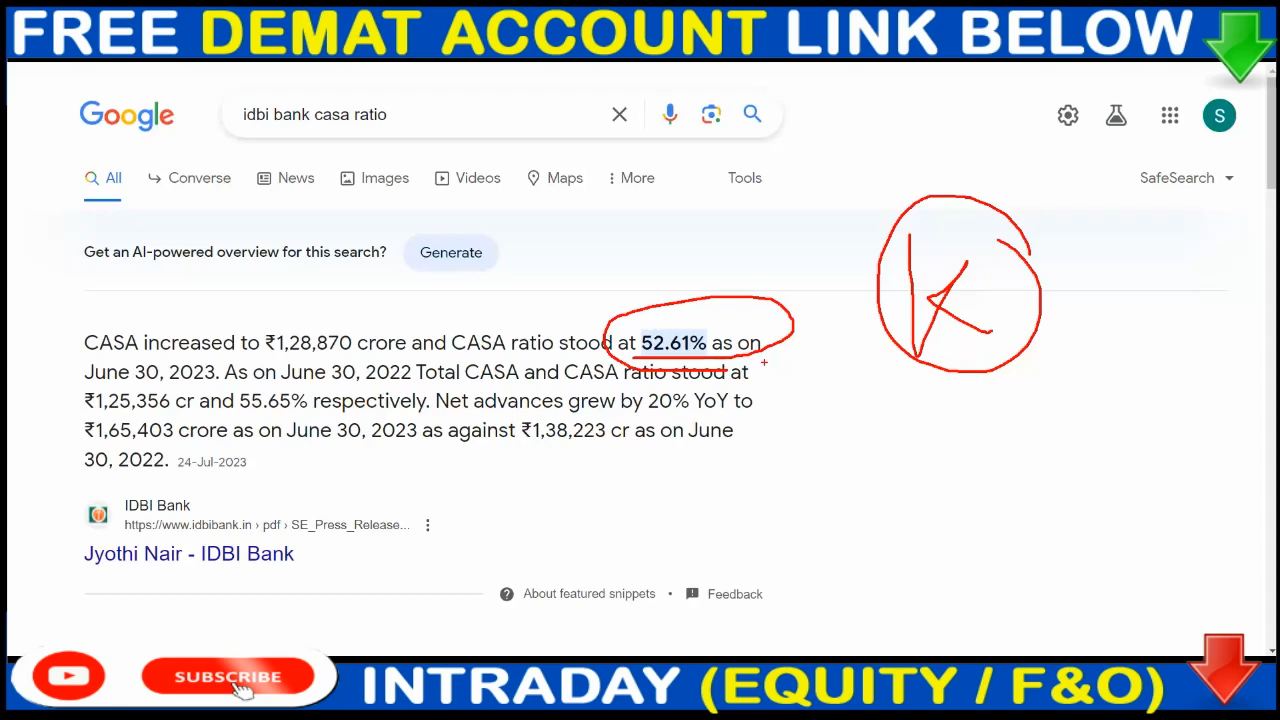 FREE DEMAT ACCOUNT LINK BELOW
Google
idbi bank casa ratio
S
All Converse News Images Videos Maps More Tools SafeSearch
Get an AI-powered overview for this search? Generate
K
CASA increased to ₹1,28,870 crore and CASA ratio stood at 52.61% as on
June 30, 2023. As on June 30, 2022 Total CASA and CASA ratio stood at
₹1,25,356 cr and 55.65% respectively. Net advances grew by 20% YoY to
₹1,65,403 crore as on June 30, 2023 as against ₹1,38,223 cr as on June
30, 2022. 24-Jul-2023
IDBI Bank
https://www.idbibank.in › pdf › SE_Press_Release...
Jyothi Nair - IDBI Bank
About featured snippets • Feedback
SUBSCRIBE
INTRADAY (EQUITY / F&O)